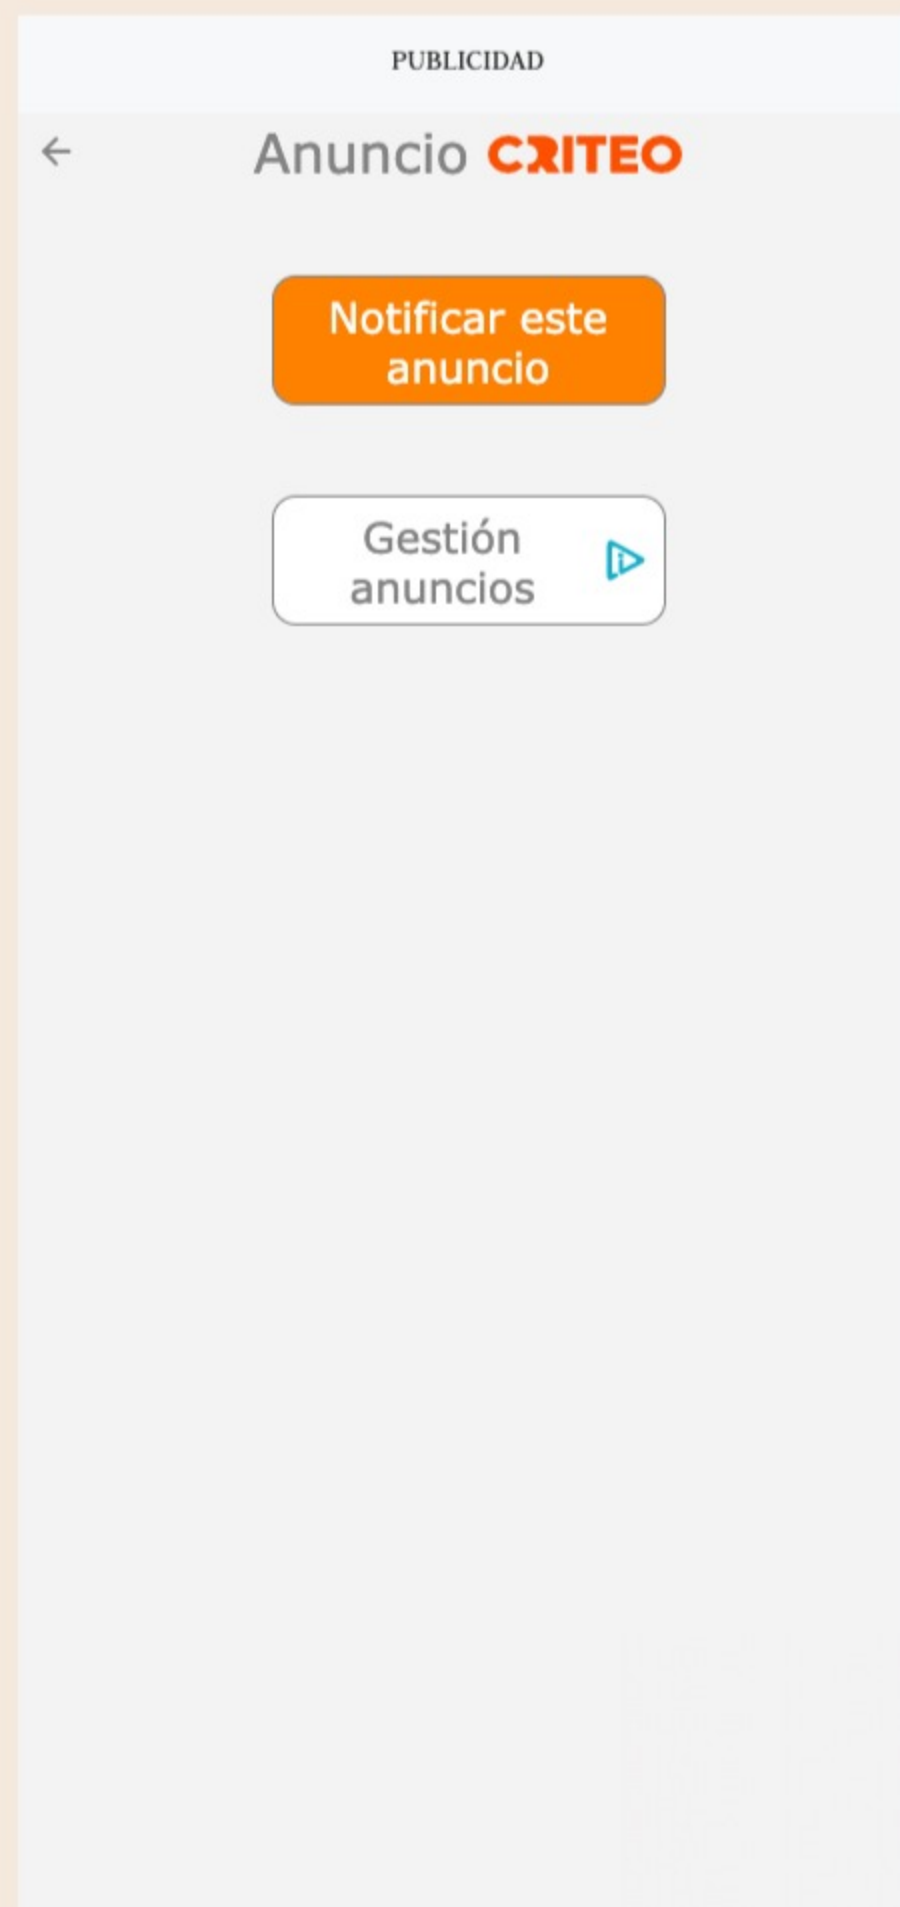 PUBLICIDAD
Anuncio CRITEO
Notificar este
anuncio
Gestión
anuncios